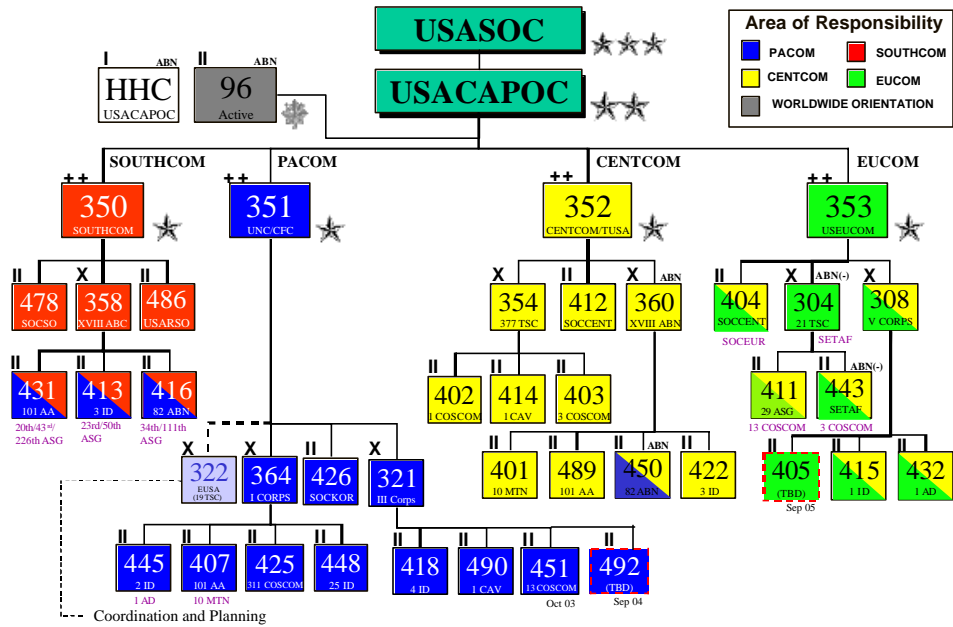 USASOC
Area of Responsibility
PACOM
SOUTHCOM
CENTCOM
EUCOM
WORLDWIDE ORIENTATION
I ABN
HHC
USACAPOC
II ABN
96
Active
USACAPOC
SOUTHCOM
PACOM
CENTCOM
EUCOM
++
350
SOUTHCOM
++
351
UNC/CFC
++
352
CENTCOM/TUSA
++
353
USEUCOM
II
478
SOCSO
X
358
XVIII ABC
II
486
USARSO
X
354
377 TSC
II
412
SOCCENT
X ABN
360
XVIII ABN
II
404
SOCCENT
SOCEUR
X ABN(-)
304
21 TSC
SETAF
X
308
V CORPS
II
431
101 AA
20th/43rd/
226th ASG
II
413
3 ID
23rd/50th
ASG
II
416
82 ABN
34th/111th
ASG
II
402
1 COSCOM
II
414
1 CAV
II
403
3 COSCOM
II
411
29 ASG
13 COSCOM
II ABN(-)
443
SETAF
3 COSCOM
X
322
EUSA
(19 TSC)
X
364
I CORPS
II
426
SOCKOR
X
321
III Corps
II
401
10 MTN
II
489
101 AA
II ABN
450
82 ABN
II
422
3 ID
II
405
(TBD)
Sep 05
II
415
1 ID
II
432
1 AD
II
445
2 ID
1 AD
II
407
101 AA
10 MTN
II
425
311 COSCOM
II
448
25 ID
II
418
4 ID
II
490
1 CAV
II
451
13 COSCOM
Oct 03
II
492
(TBD)
Sep 04
Coordination and Planning